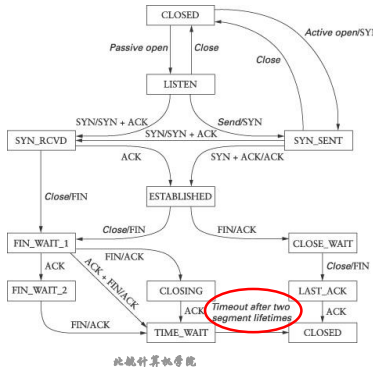 CLOSED
Active open/SY
Passive open
Close
Close
LISTEN
SYN/SYN + ACK
Send/SYN
SYN/SYN + ACK
SYN_RCVD
SYN_SENT
ACK
SYN + ACK/ACK
Close/FIN
ESTABLISHED
Close/FIN
FIN/ACK
FIN_WAIT_1
CLOSE_WAIT
FIN/ACK
ACK
ACK + FIN/ACK
Close/FIN
FIN_WAIT_2
CLOSING
LAST_ACK
ACK
Timeout after two
segment lifetimes
ACK
FIN/ACK
TIME_WAIT
CLOSED
北航计算机学院